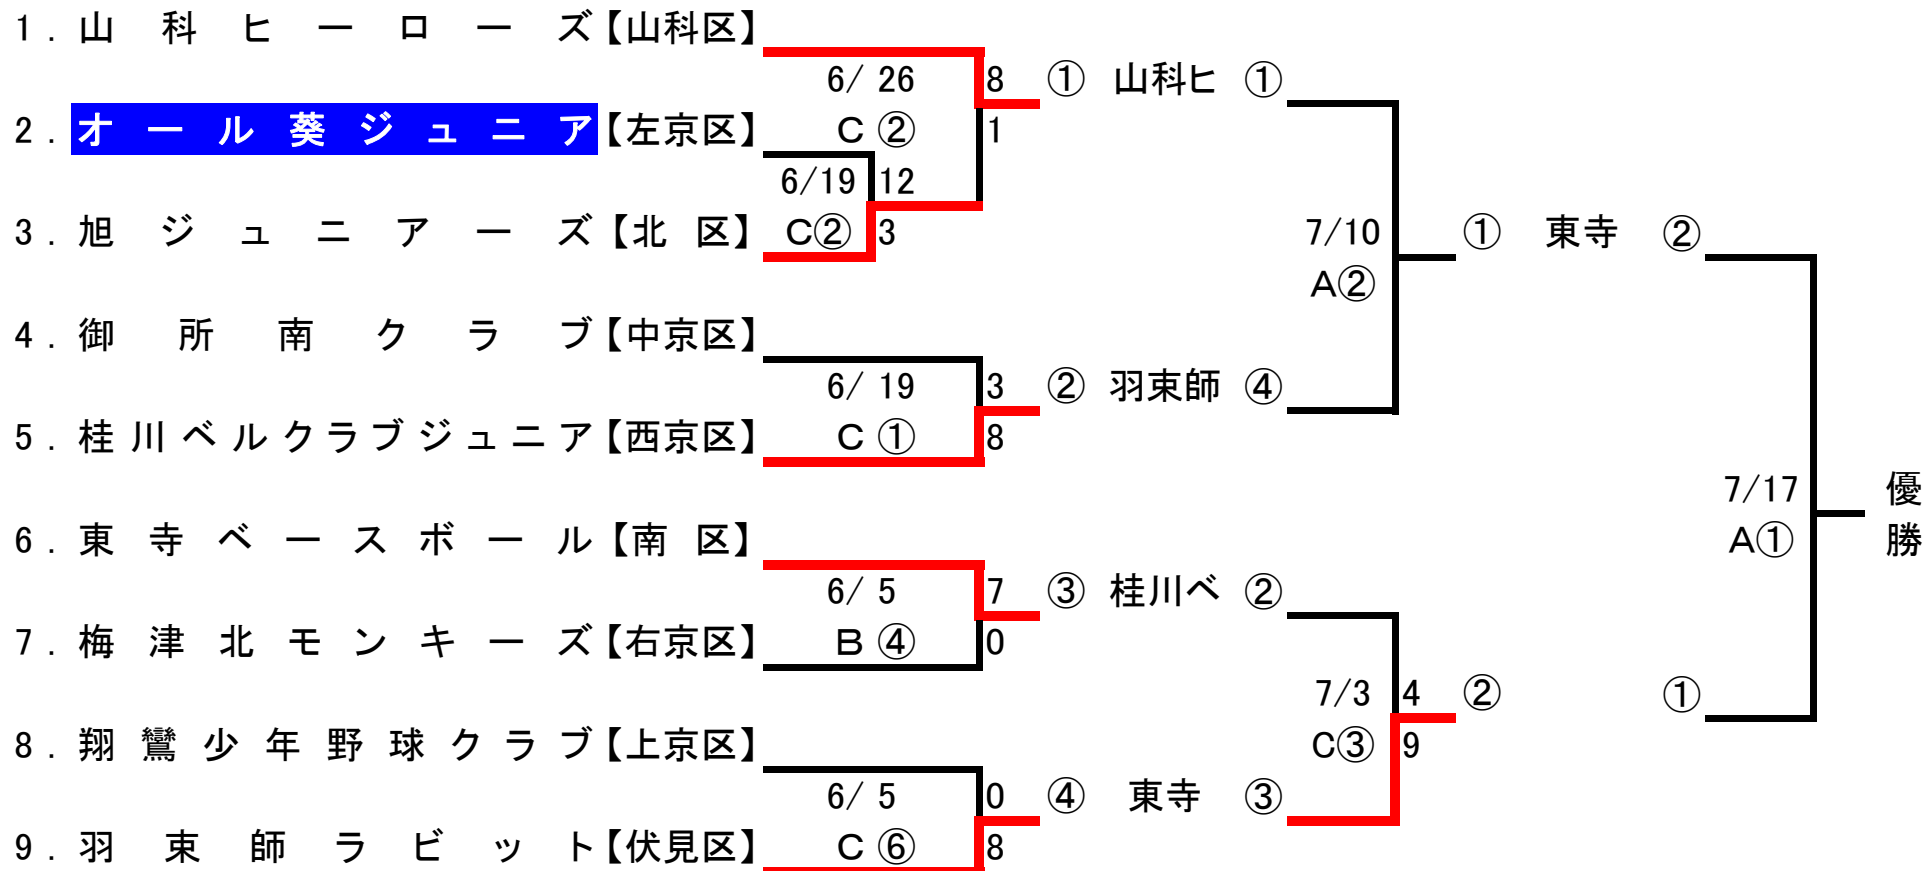 1．山科ヒーローズ【山科区】
6/ 26 8 ① 山科ヒ ①
2．オール葵ジュニア【左京区】 C ② 1
6/19 12
3．旭ジュニアーズ【北 区】 C② 3 7/10 ① 東寺 ②
A②
4．御所南クラブ【中京区】
6/ 19 3 ② 羽束師 ④
5．桂川ベルクラブジュニア【西京区】 C ① 8
7/17 優
6．東寺ベースボール【南 区】 A① 勝
6/ 5 7 ③ 桂川ベ ②
7．梅津北モンキーズ【右京区】 B ④ 0
7/3 4 ② ①
8．翔鸞少年野球クラブ【上京区】 C③ 9
6/ 5 0 ④ 東寺 ③
9．羽束師ラビット【伏見区】 C ⑥ 8